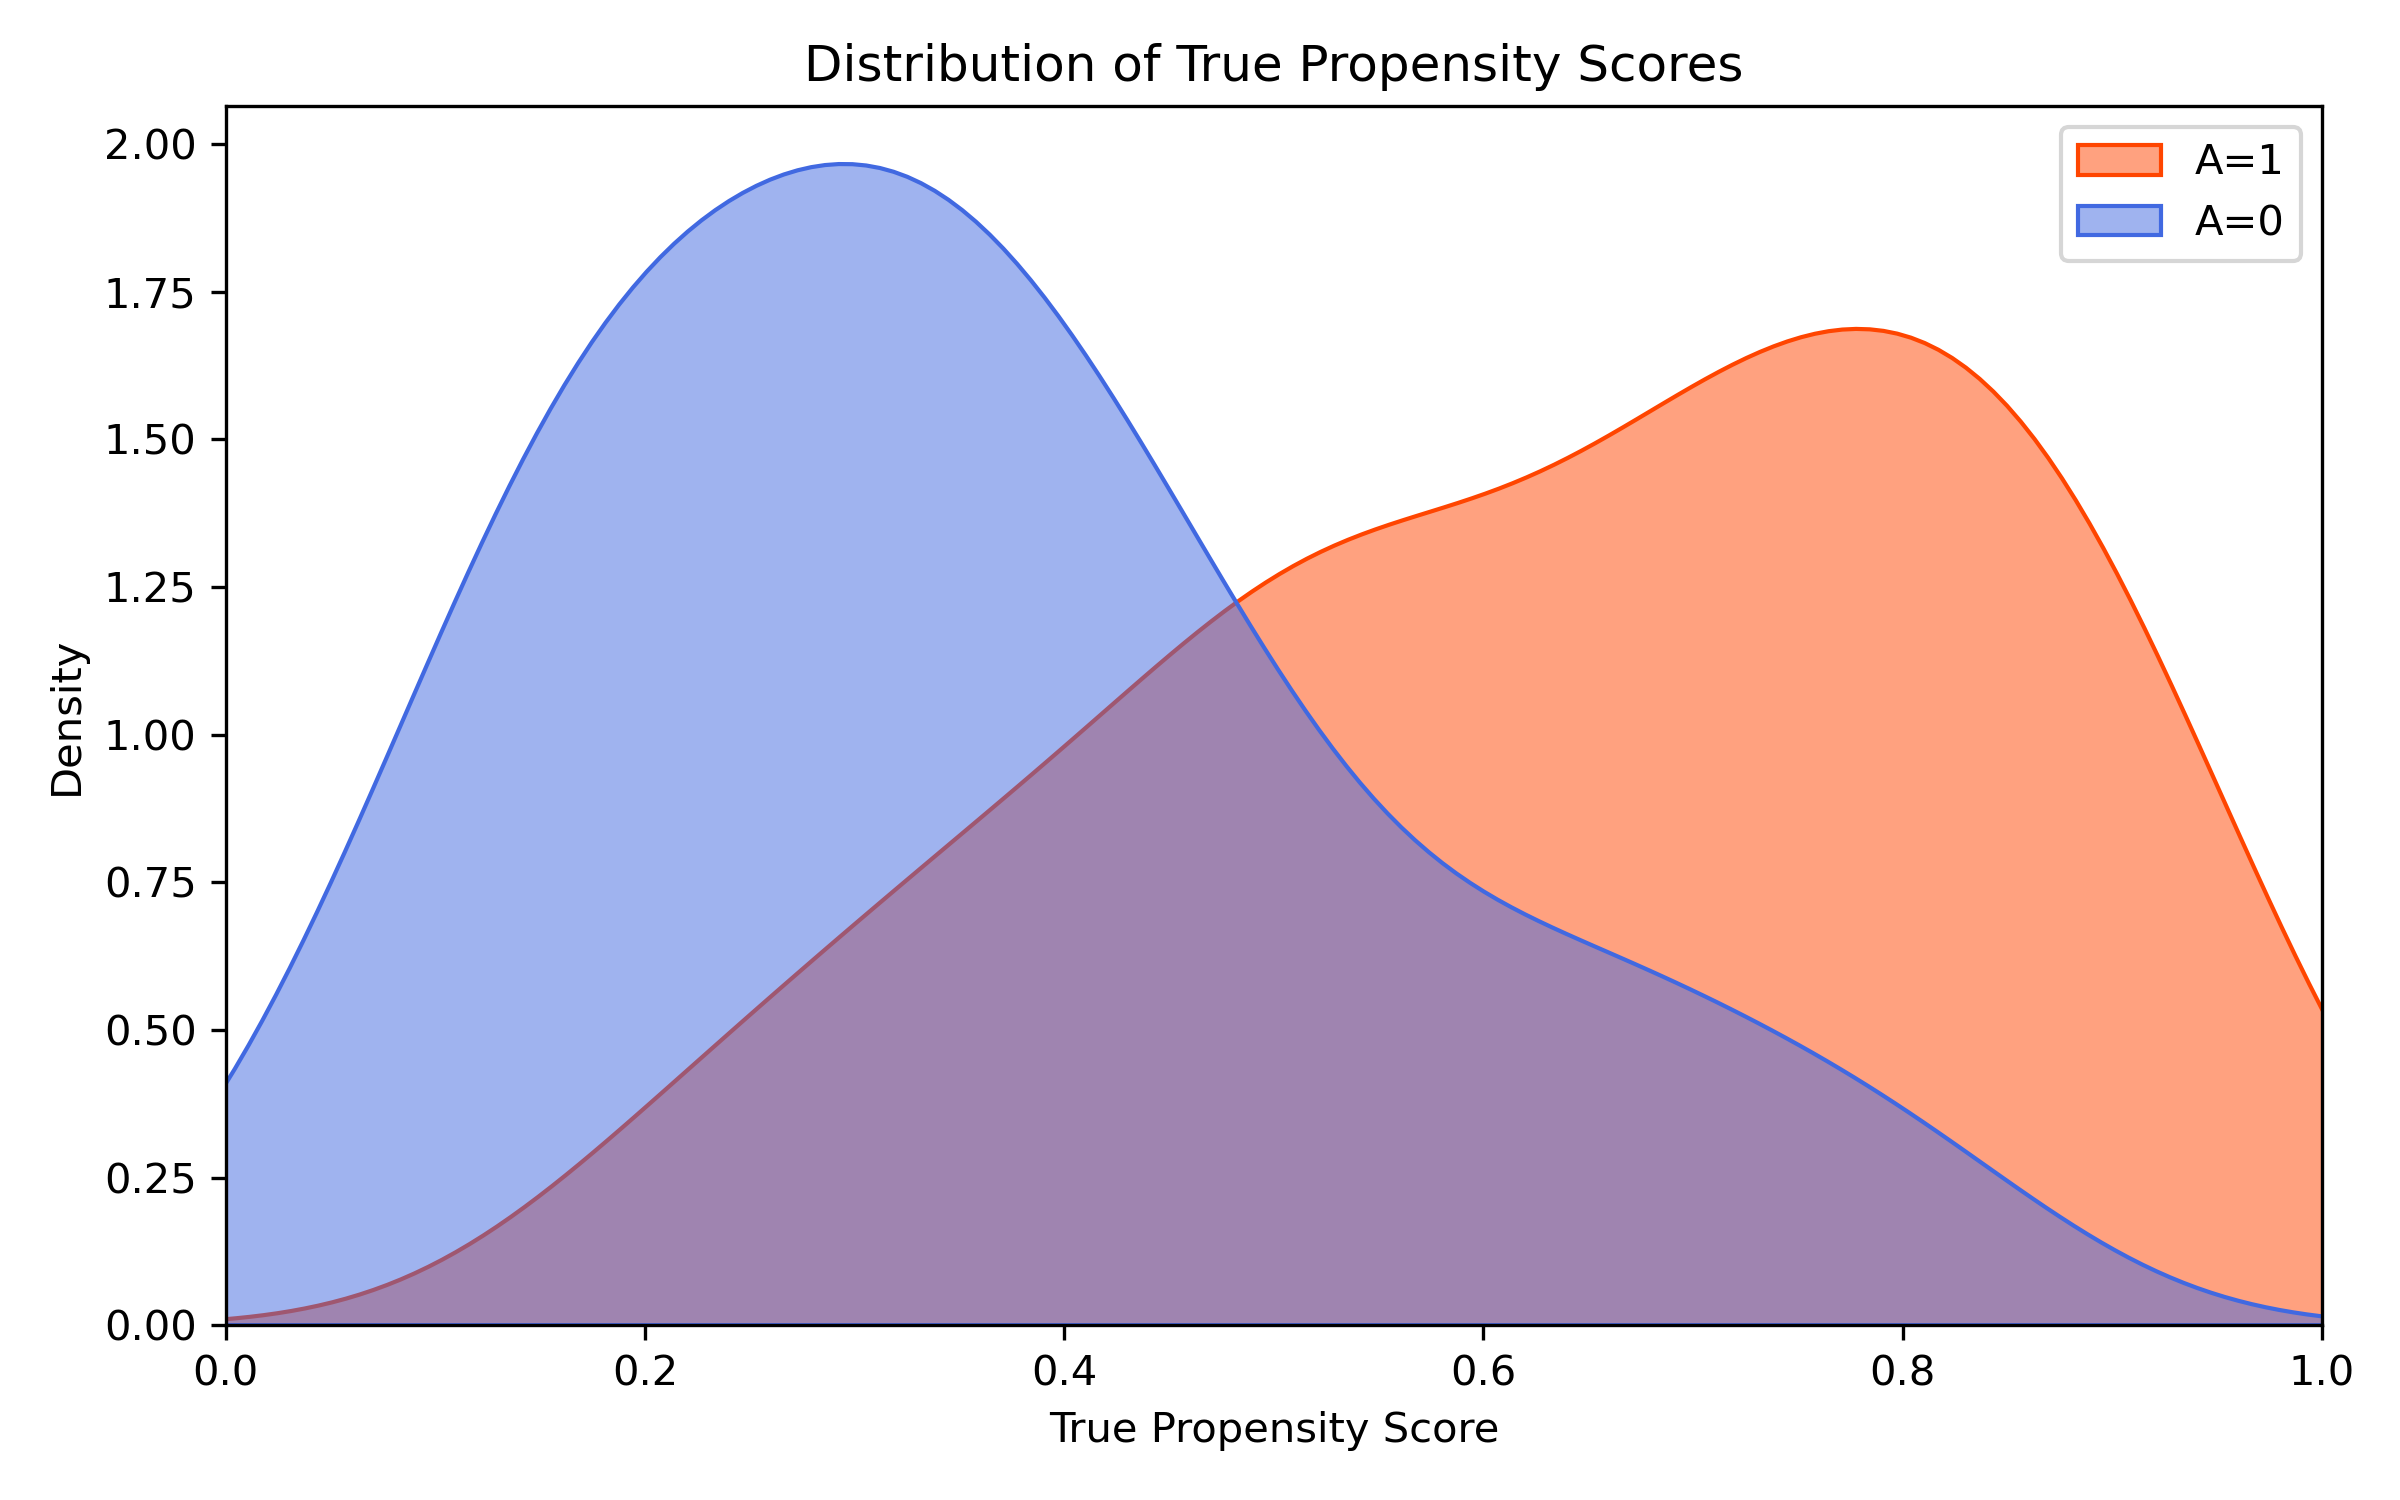 Distribution of True Propensity Scores
A=1
A=0
2.00
1.75
1.50
1.25
1.00
0.75
0.50
0.25
0.00
Density
0.0 0.2 0.4 0.6 0.8 1.0
True Propensity Score